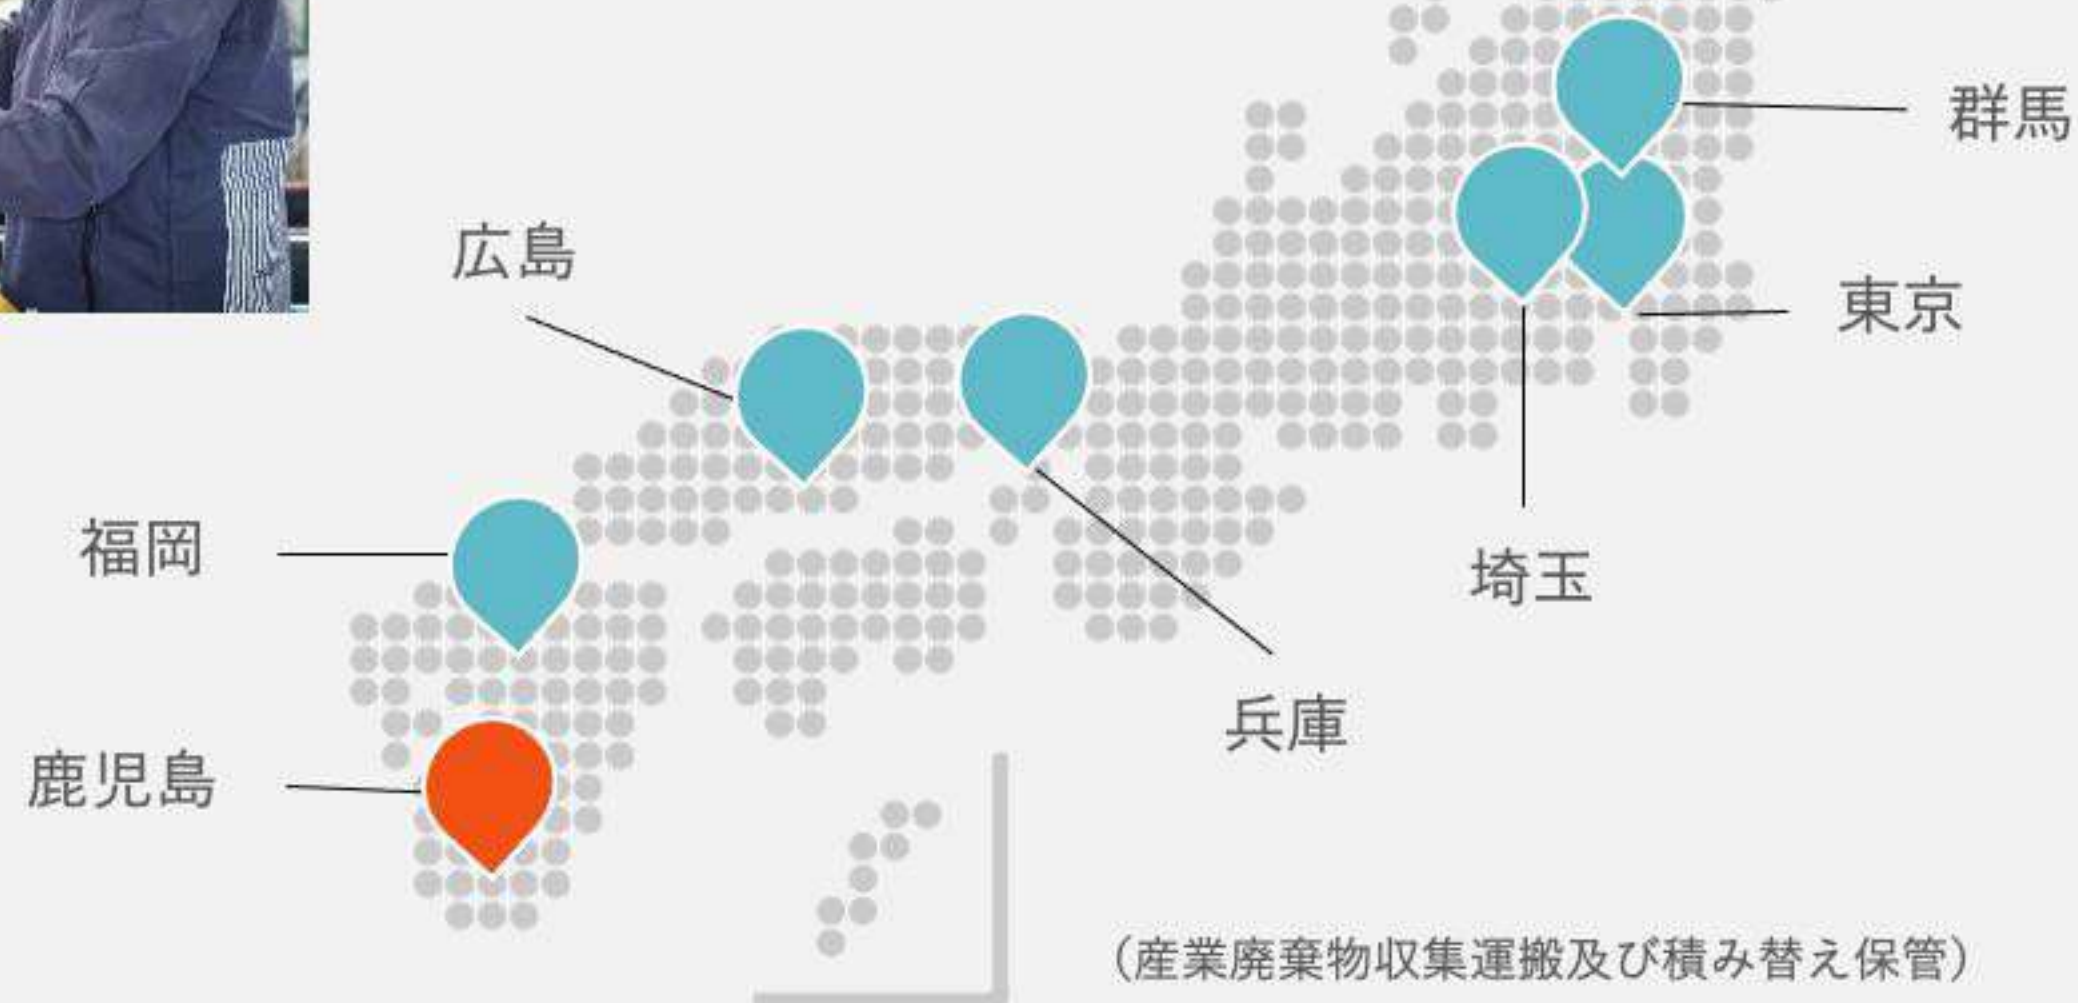 群馬
広島
東京
福岡
埼玉
兵庫
鹿児島
（産業廃棄物収集運搬及び積み替え保管）